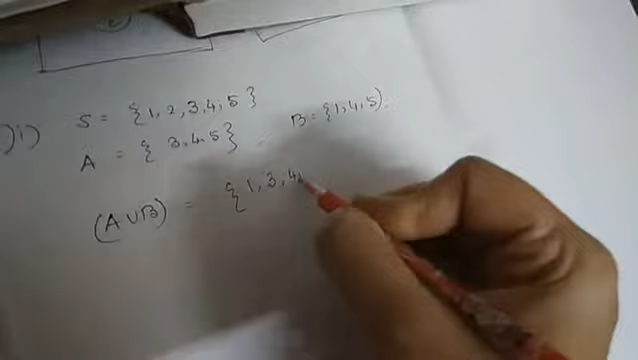 )i) S = {1, 2, 3, 4, 5}
A = {3, 4, 5} B = {1, 4, 5}
(A ∪ B) = {1, 3, 4,